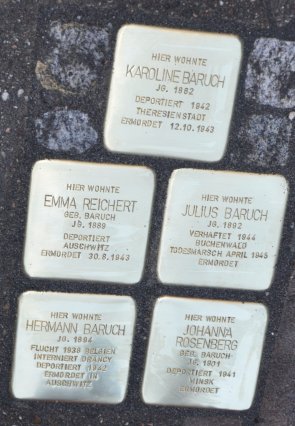 HIER WOHNTE
KAROLINE BARUCH
JG. 1882
DEPORTIERT 1942
THERESIENSTADT
ERMORDET 12.10.1943
HIER WOHNTE
EMMA REICHERT
GEB. BARUCH
JG. 1889
DEPORTIERT
AUSCHWITZ
ERMORDET 30.8.1943
HIER WOHNTE
JULIUS BARUCH
JG. 1892
VERHAFTET 1944
BUCHENWALD
TODESMARSCH APRIL 1945
ERMORDET
HIER WOHNTE
HERMANN BARUCH
JG. 1894
FLUCHT 1939 BELGIEN
INTERNIERT DRANCY
DEPORTIERT 1942
ERMORDET IN
AUSCHWITZ
HIER WOHNTE
JOHANNA
ROSENBERG
GEB. BARUCH
JG. 1901
DEPORTIERT 1941
MINSK
ERMORDET